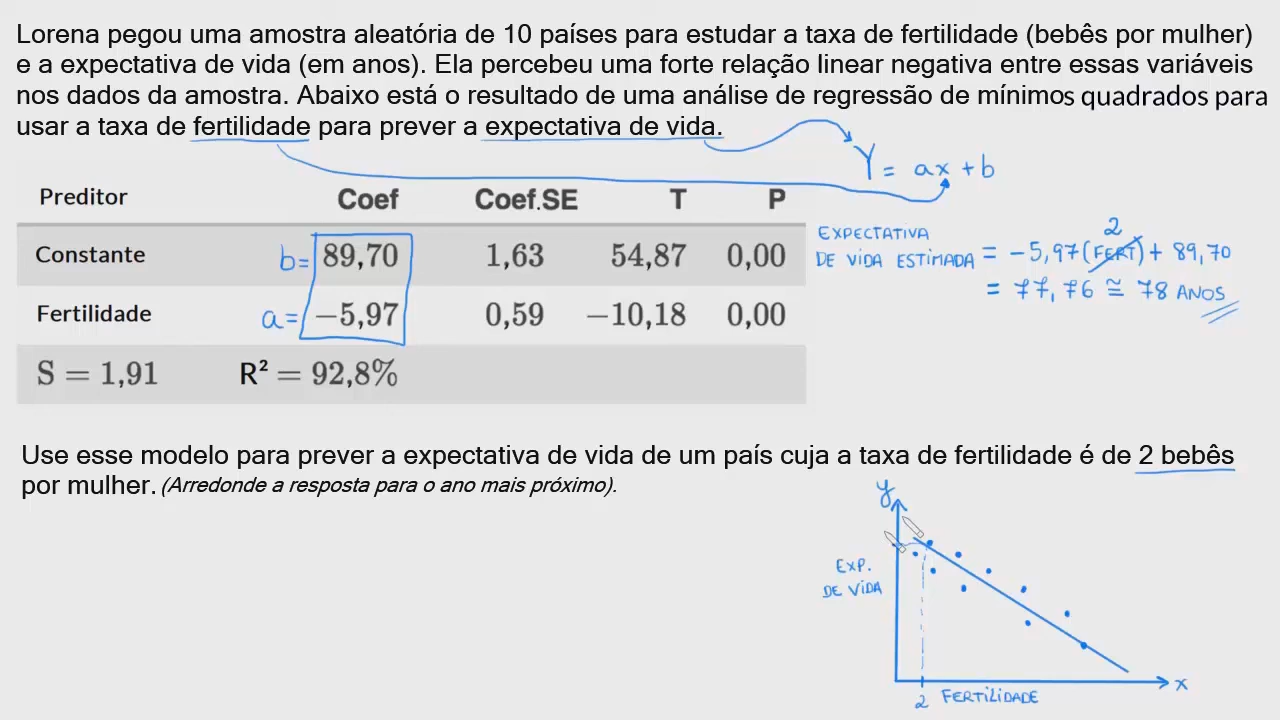 Lorena pegou uma amostra aleatória de 10 países para estudar a taxa de fertilidade (bebês por mulher)
e a expectativa de vida (em anos). Ela percebeu uma forte relação linear negativa entre essas variáveis
nos dados da amostra. Abaixo está o resultado de uma análise de regressão de mínimos quadrados para
usar a taxa de fertilidade para prever a expectativa de vida.
Y = ax + b
Preditor Coef Coef.SE T P
Constante b= 89,70 1,63 54,87 0,00
Fertilidade a= −5,97 0,59 −10,18 0,00
S = 1,91 R² = 92,8%
2
EXPECTATIVA
DE VIDA ESTIMADA = −5,97(FERT) + 89,70
= 77,76 ≅ 78 ANOS
Use esse modelo para prever a expectativa de vida de um país cuja a taxa de fertilidade é de 2 bebês
por mulher. (Arredonde a resposta para o ano mais próximo).
y
EXP.
DE VIDA
x
2 FERTILIDADE